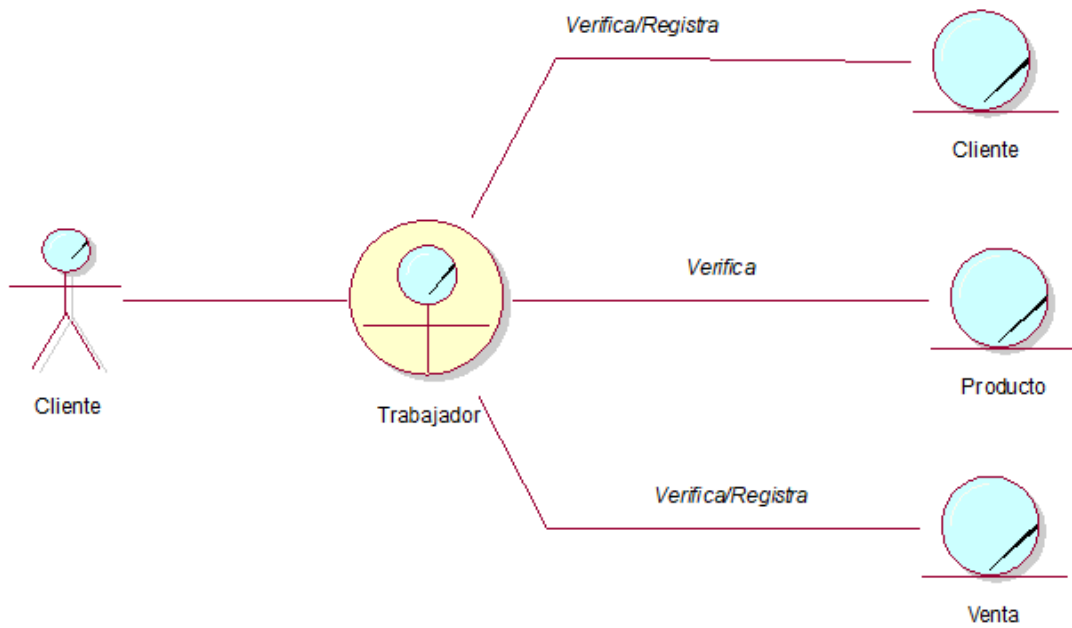 Verifica/Registra
Cliente
Verifica
Cliente
Trabajador
Producto
Verifica/Registra
Venta